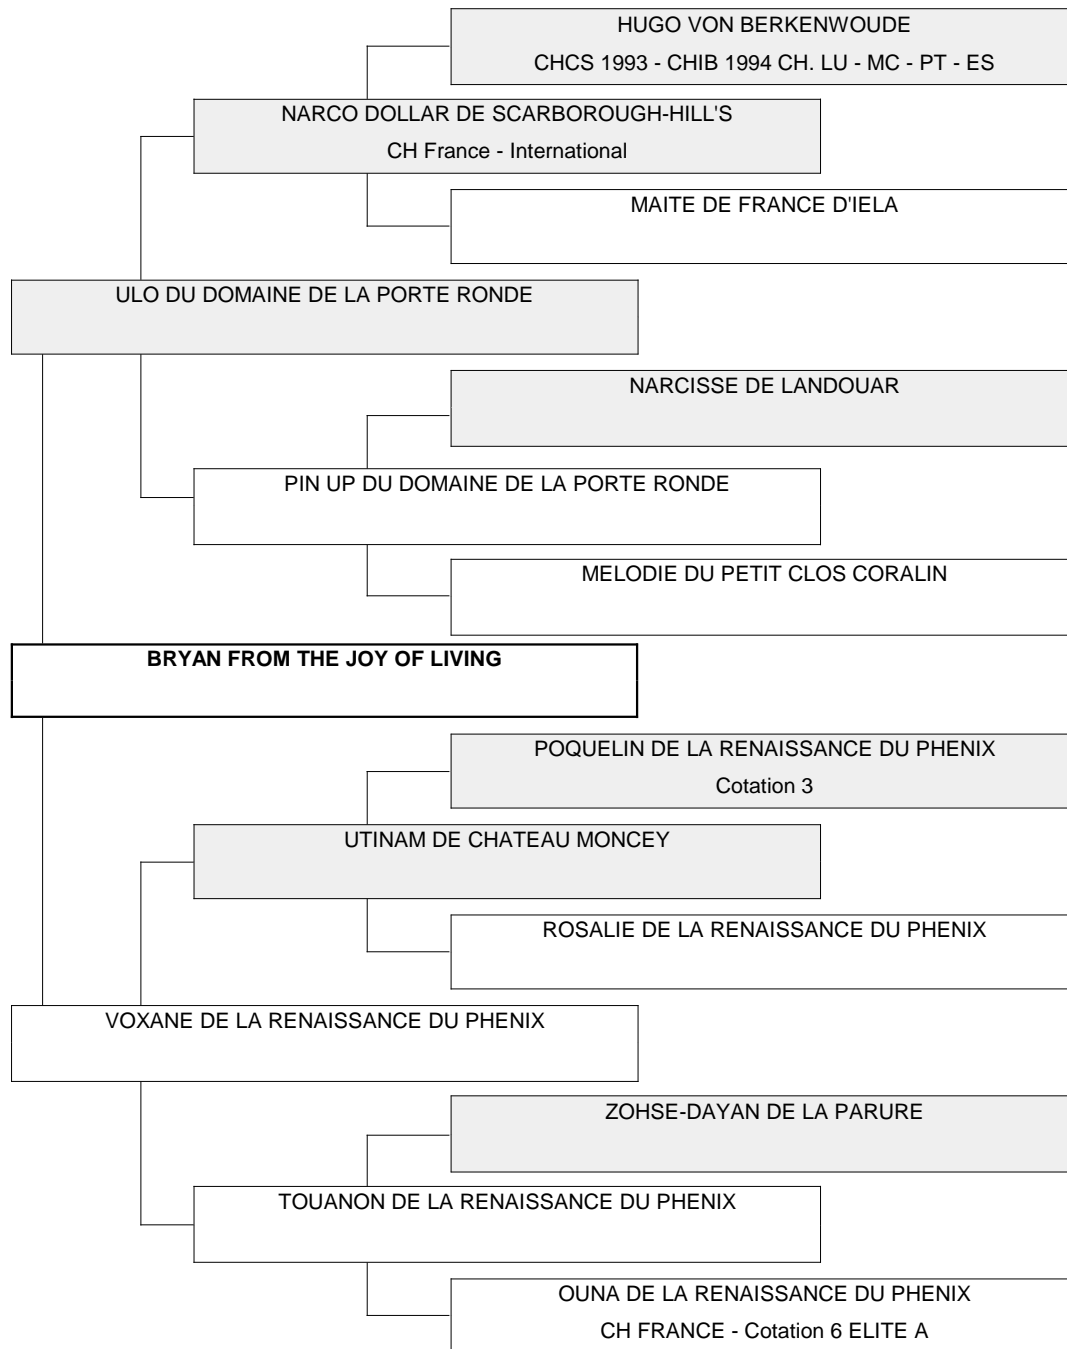 HUGO VON BERKENWOUDE
CHCS 1993 - CHIB 1994 CH. LU - MC - PT - ES
NARCO DOLLAR DE SCARBOROUGH-HILL'S
CH France - International
MAITE DE FRANCE D'IELA
ULO DU DOMAINE DE LA PORTE RONDE
NARCISSE DE LANDOUAR
PIN UP DU DOMAINE DE LA PORTE RONDE
MELODIE DU PETIT CLOS CORALIN
BRYAN FROM THE JOY OF LIVING
POQUELIN DE LA RENAISSANCE DU PHENIX
Cotation 3
UTINAM DE CHATEAU MONCEY
ROSALIE DE LA RENAISSANCE DU PHENIX
VOXANE DE LA RENAISSANCE DU PHENIX
ZOHSE-DAYAN DE LA PARURE
TOUANON DE LA RENAISSANCE DU PHENIX
OUNA DE LA RENAISSANCE DU PHENIX
CH FRANCE - Cotation 6 ELITE A